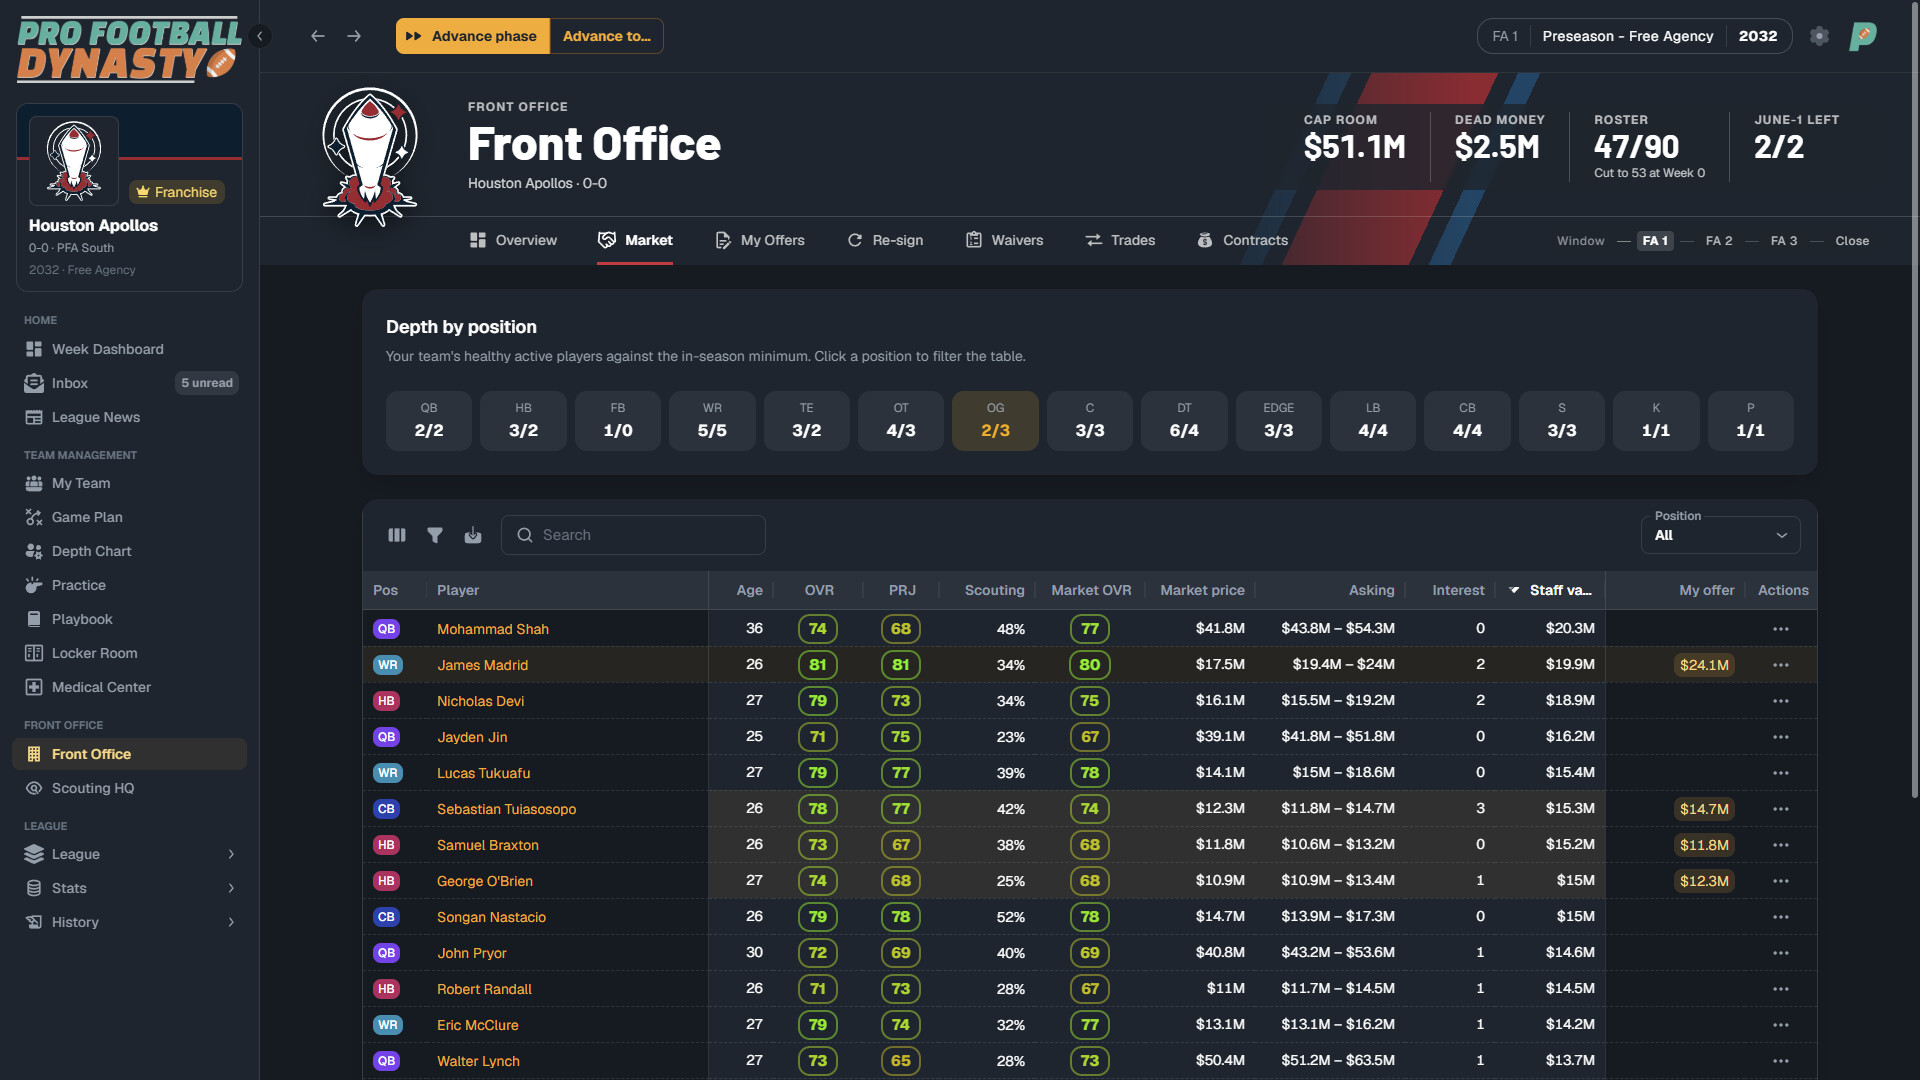 PRO FOOTBALL
DYNASTY
Advance phase
Advance to...
FA 1
Preseason - Free Agency
2032
Franchise
Houston Apollos
0-0 · PFA South
2032 · Free Agency
HOME
Week Dashboard
Inbox
5 unread
League News
TEAM MANAGEMENT
My Team
Game Plan
Depth Chart
Practice
Playbook
Locker Room
Medical Center
FRONT OFFICE
Front Office
Scouting HQ
LEAGUE
League
Stats
History
FRONT OFFICE
Front Office
Houston Apollos · 0-0
CAP ROOM
$51.1M
DEAD MONEY
$2.5M
ROSTER
47/90
Cut to 53 at Week 0
JUNE-1 LEFT
2/2
Overview
Market
My Offers
Re-sign
Waivers
Trades
Contracts
Window — FA 1 — FA 2 — FA 3 — Close
Depth by position
Your team's healthy active players against the in-season minimum. Click a position to filter the table.
QB 2/2
HB 3/2
FB 1/0
WR 5/5
TE 3/2
OT 4/3
OG 2/3
C 3/3
DT 6/4
EDGE 3/3
LB 4/4
CB 4/4
S 3/3
K 1/1
P 1/1
Search
Position
All
Pos Player Age OVR PRJ Scouting Market OVR Market price Asking Interest Staff va... My offer Actions
QB Mohammad Shah 36 74 68 48% 77 $41.8M $43.8M – $54.3M 0 $20.3M
WR James Madrid 26 81 81 34% 80 $17.5M $19.4M – $24M 2 $19.9M $24.1M
HB Nicholas Devi 27 79 73 34% 75 $16.1M $15.5M – $19.2M 2 $18.9M
QB Jayden Jin 25 71 75 23% 67 $39.1M $41.8M – $51.8M 0 $16.2M
WR Lucas Tukuafu 27 79 77 39% 78 $14.1M $15M – $18.6M 0 $15.4M
CB Sebastian Tuiasosopo 26 78 77 42% 74 $12.3M $11.8M – $14.7M 3 $15.3M $14.7M
HB Samuel Braxton 26 73 67 38% 68 $11.8M $10.6M – $13.2M 0 $15.2M $11.8M
HB George O'Brien 27 74 68 25% 68 $10.9M $10.9M – $13.4M 1 $15M $12.3M
CB Songan Nastacio 26 79 78 52% 78 $14.7M $13.9M – $17.3M 0 $15M
QB John Pryor 30 72 69 40% 69 $40.8M $43.2M – $53.6M 1 $14.6M
HB Robert Randall 26 71 73 28% 67 $11M $11.7M – $14.5M 1 $14.5M
WR Eric McClure 27 79 74 32% 77 $13.1M $13.1M – $16.2M 1 $14.2M
QB Walter Lynch 27 73 65 28% 73 $50.4M $51.2M – $63.5M 1 $13.7M